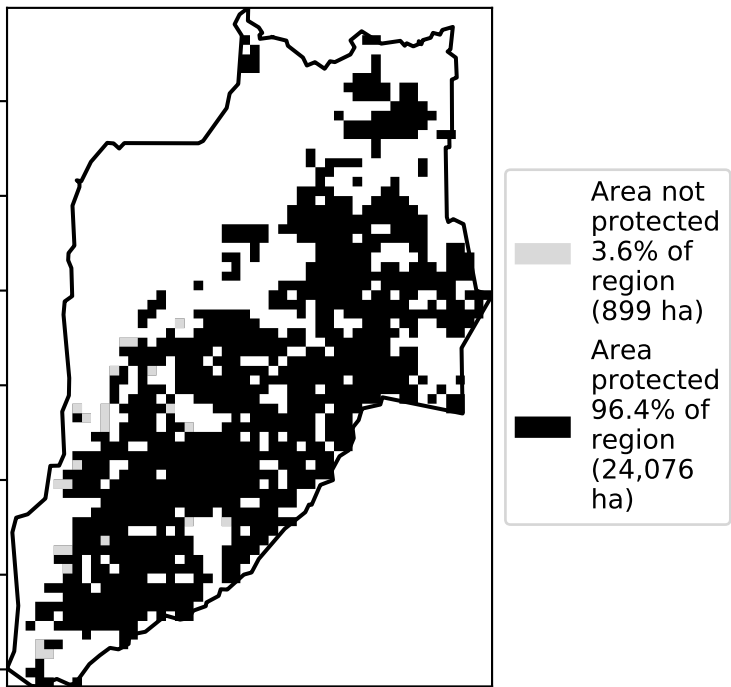 Area not
protected
3.6% of
region
(899 ha)
Area
protected
96.4% of
region
(24,076
ha)